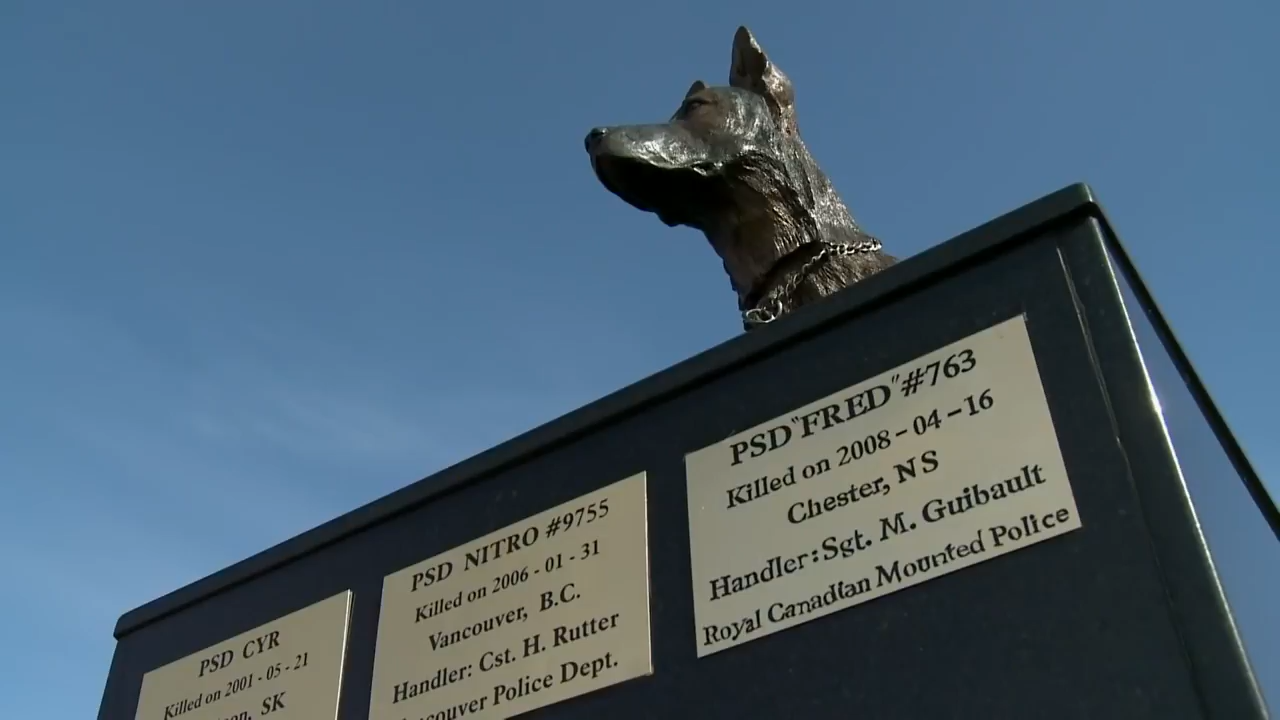 PSD CYR
Killed on 2001 - 05 - 21
SK
PSD NITRO #9755
Killed on 2006 - 01 - 31
Vancouver, B.C.
Handler: Cst. H. Rutter
Police Dept.
PSD "FRED" #763
Killed on 2008 - 04 - 16
Chester, NS
Handler: Sgt. M. Guibault
Royal Canadian Mounted Police